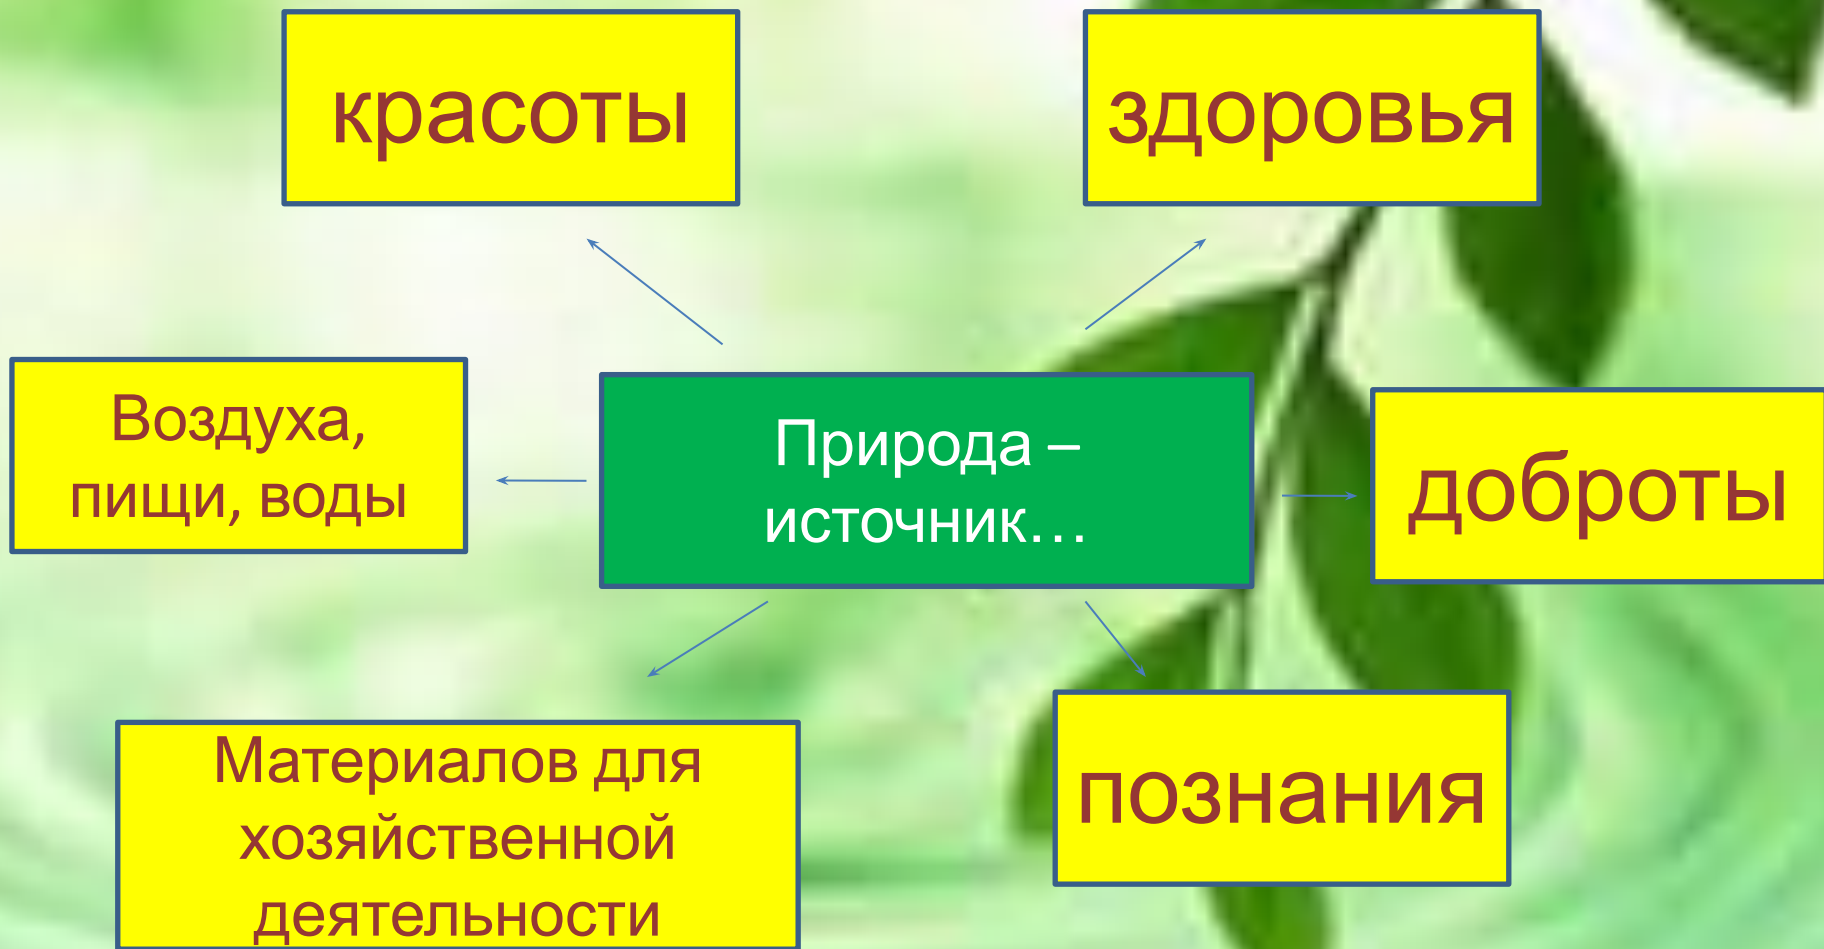 красоты
здоровья
Воздуха,
пищи, воды
Природа –
источник…
доброты
Материалов для
хозяйственной
деятельности
познания